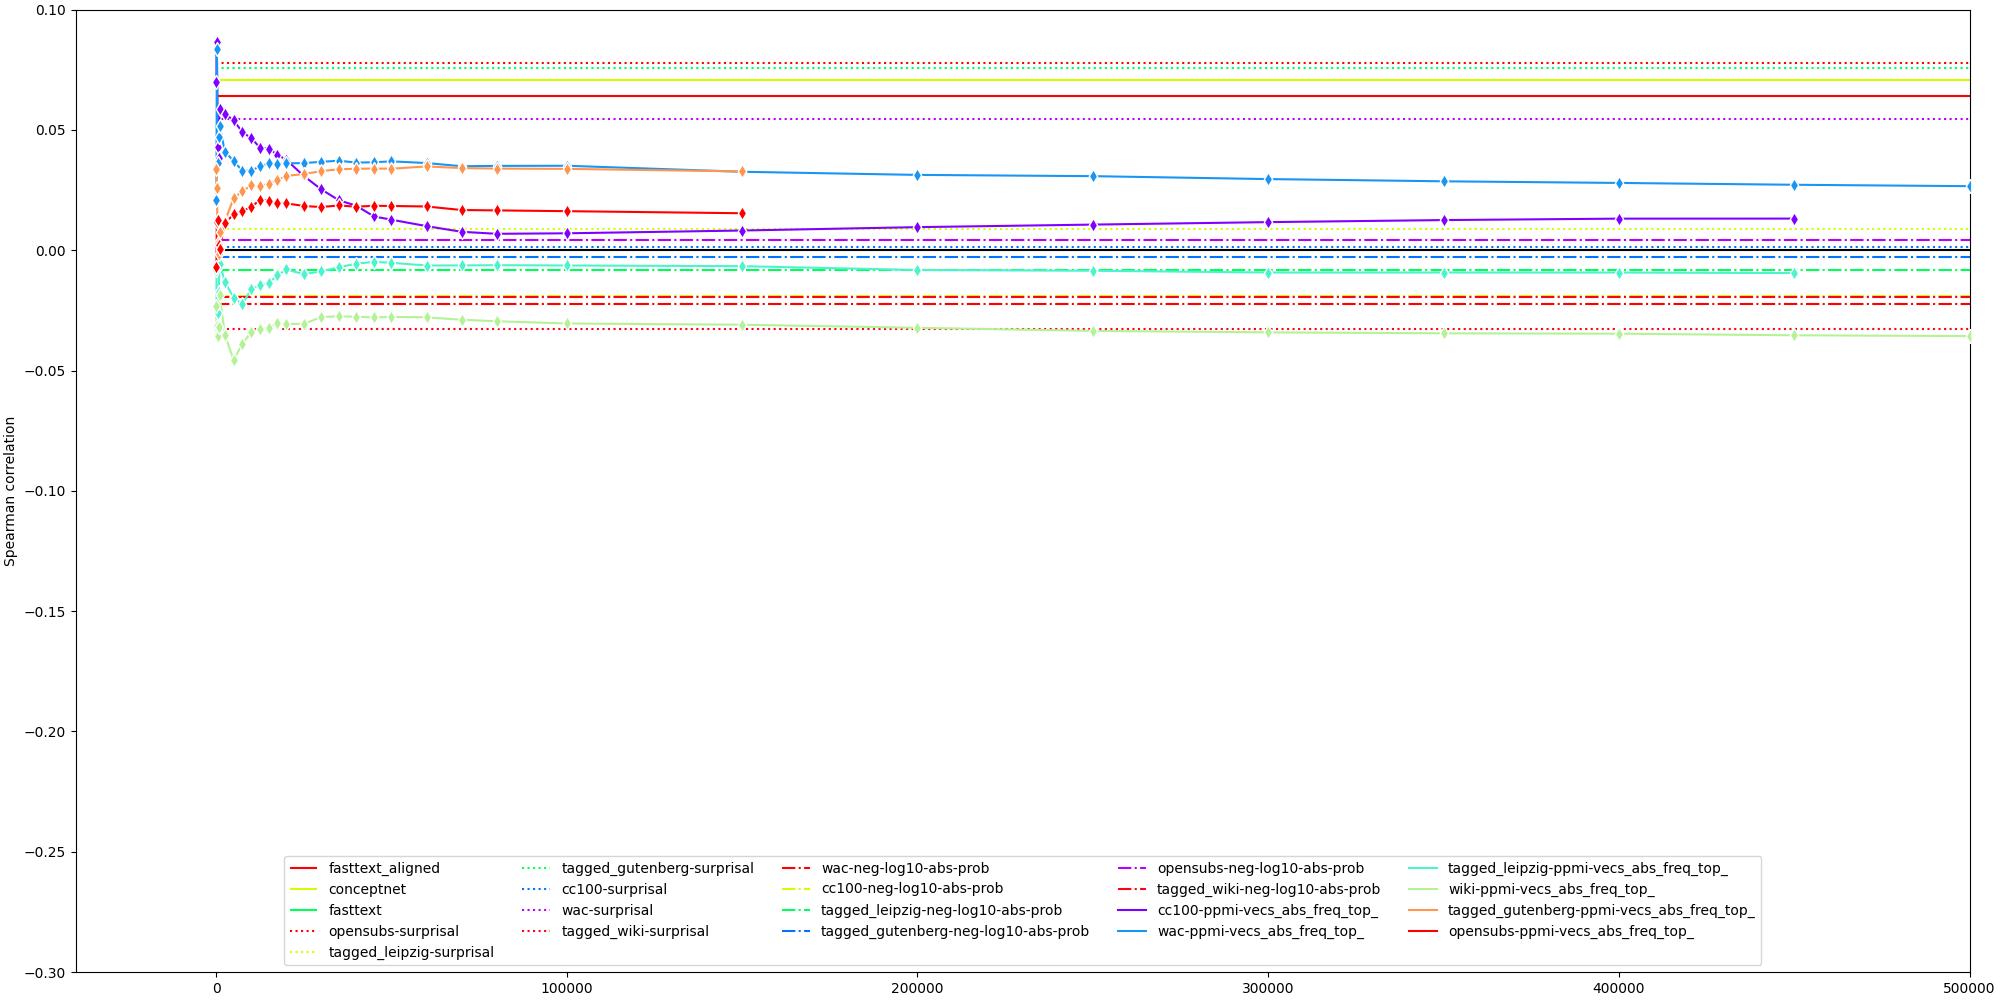 0.10
0.05
0.00
−0.05
−0.10
−0.15
−0.20
−0.25
−0.30
Spearman correlation
fasttext_aligned
conceptnet
fasttext
opensubs-surprisal
tagged_leipzig-surprisal
tagged_gutenberg-surprisal
cc100-surprisal
wac-surprisal
tagged_wiki-surprisal
wac-neg-log10-abs-prob
cc100-neg-log10-abs-prob
tagged_leipzig-neg-log10-abs-prob
tagged_gutenberg-neg-log10-abs-prob
opensubs-neg-log10-abs-prob
tagged_wiki-neg-log10-abs-prob
cc100-ppmi-vecs_abs_freq_top_
wac-ppmi-vecs_abs_freq_top_
tagged_leipzig-ppmi-vecs_abs_freq_top_
wiki-ppmi-vecs_abs_freq_top_
tagged_gutenberg-ppmi-vecs_abs_freq_top_
opensubs-ppmi-vecs_abs_freq_top_
0 100000 200000 300000 400000 500000